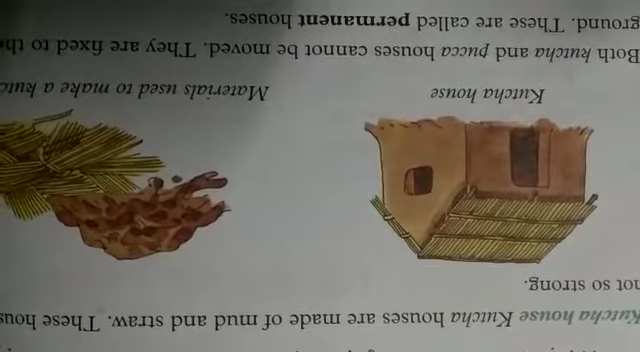 Kutcha house Kutcha houses are made of mud and straw. These hous
not so strong.
Kutcha house
Materials used to make a kutc
Both kutcha and pucca houses cannot be moved. They are fixed to the
ground. These are called permanent houses.